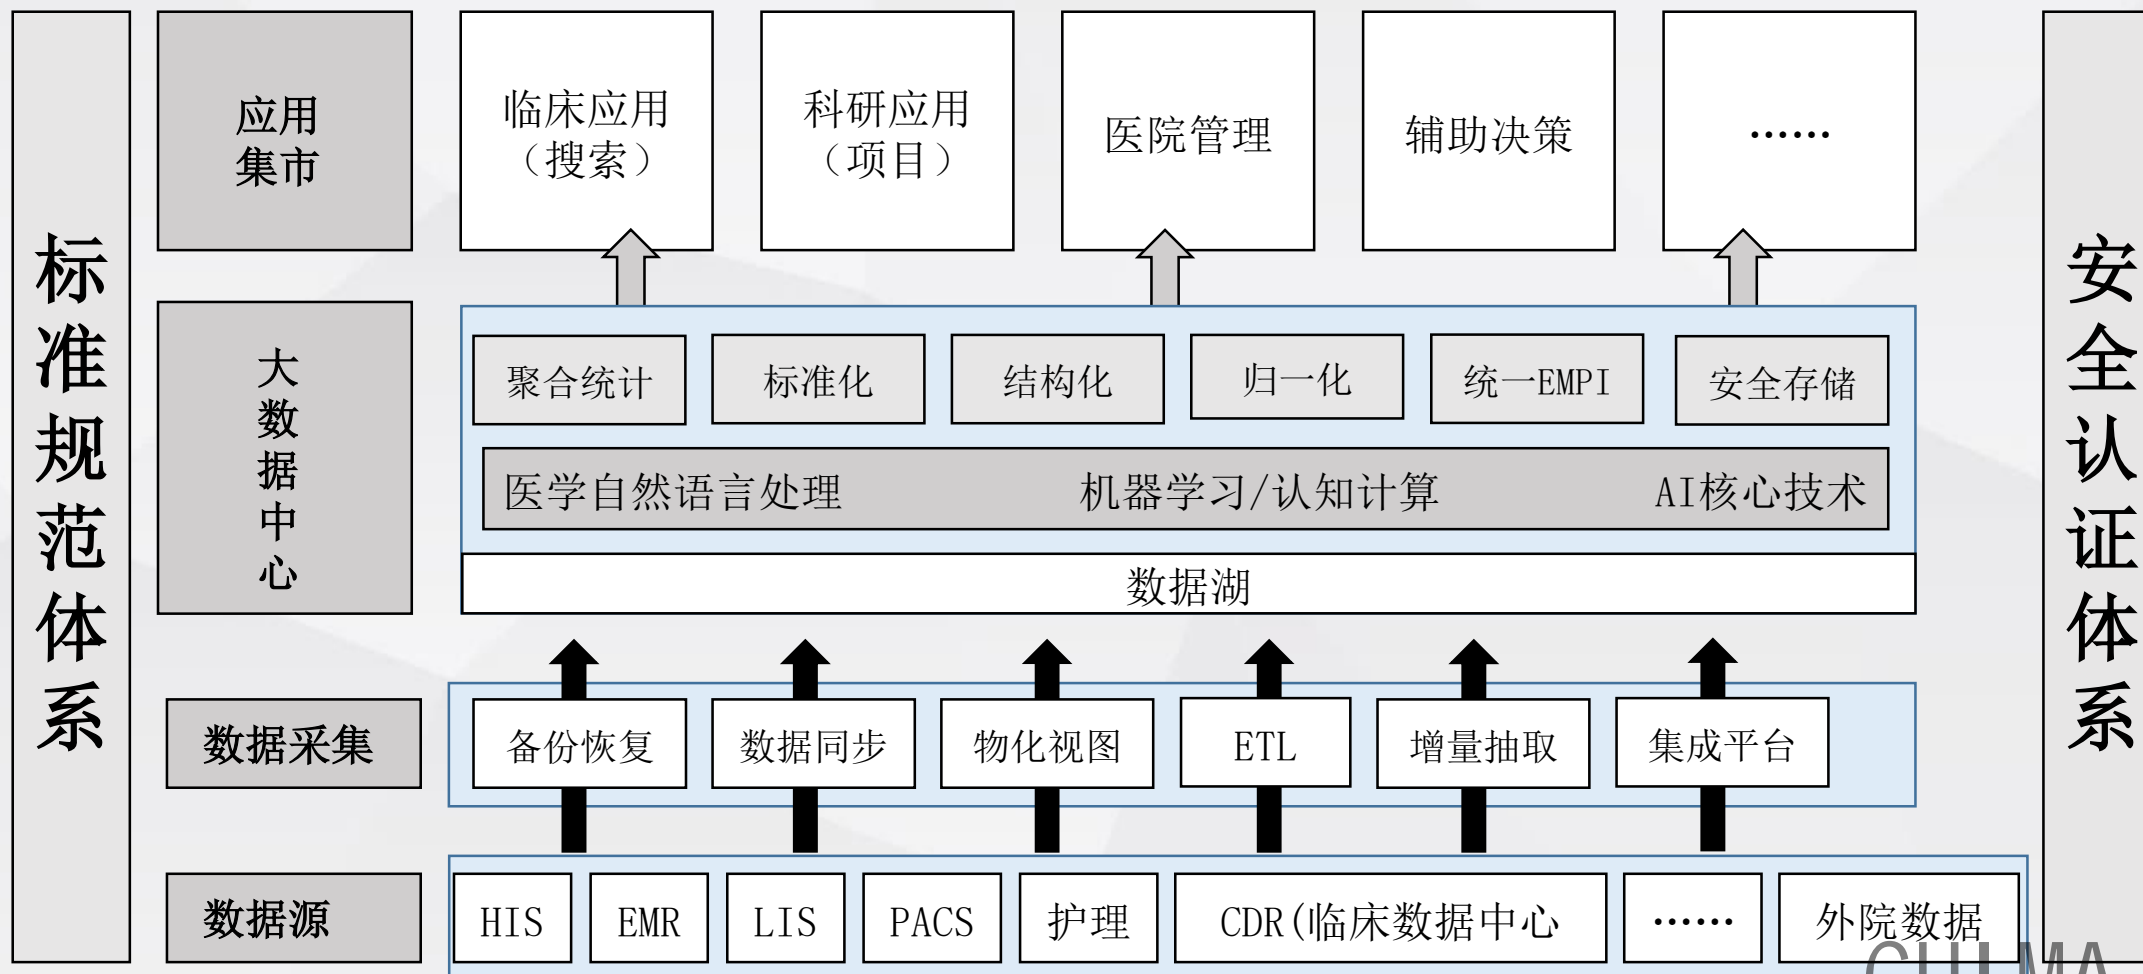 标准规范体系
应用
集市
临床应用
（搜索）
科研应用
（项目）
医院管理
辅助决策
……
大数据中心
聚合统计
标准化
结构化
归一化
统一EMPI
安全存储
医学自然语言处理
机器学习/认知计算
AI核心技术
数据湖
数据采集
备份恢复
数据同步
物化视图
ETL
增量抽取
集成平台
数据源
HIS
EMR
LIS
PACS
护理
CDR(临床数据中心
……
外院数据
安全认证体系